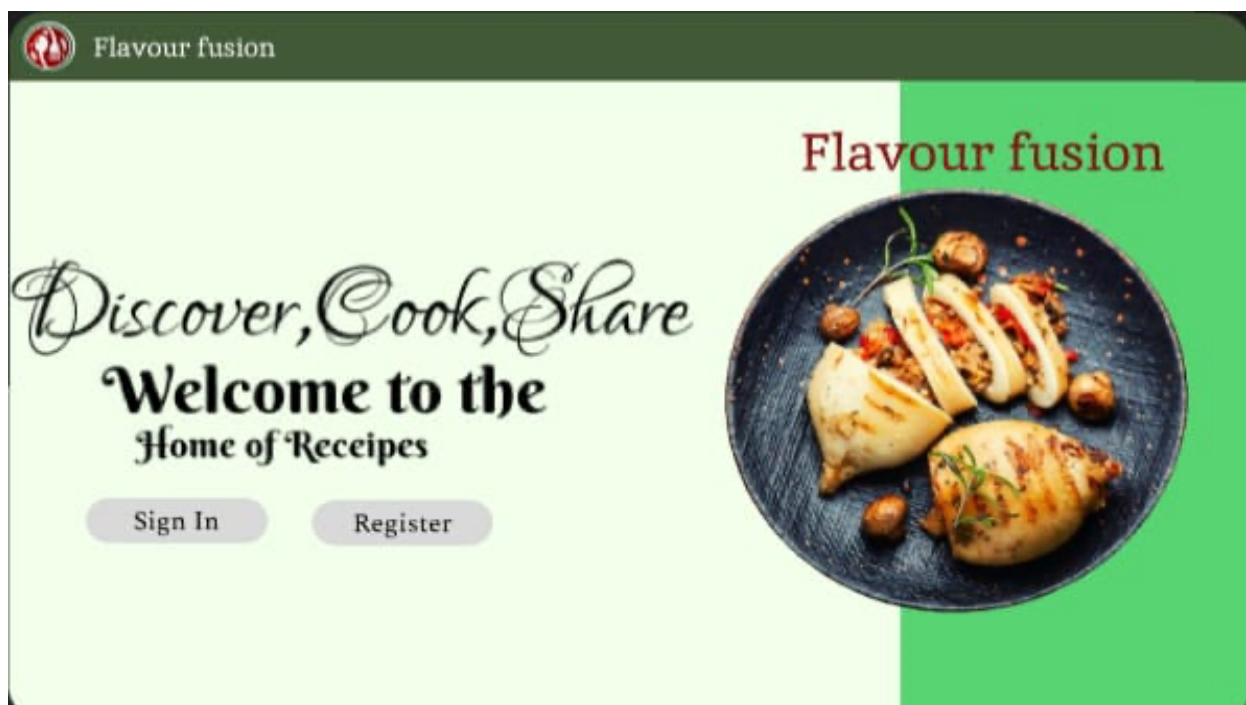 Flavour fusion
Flavour fusion
Discover,Cook,Share
Welcome to the
Home of Receipes
Sign In
Register